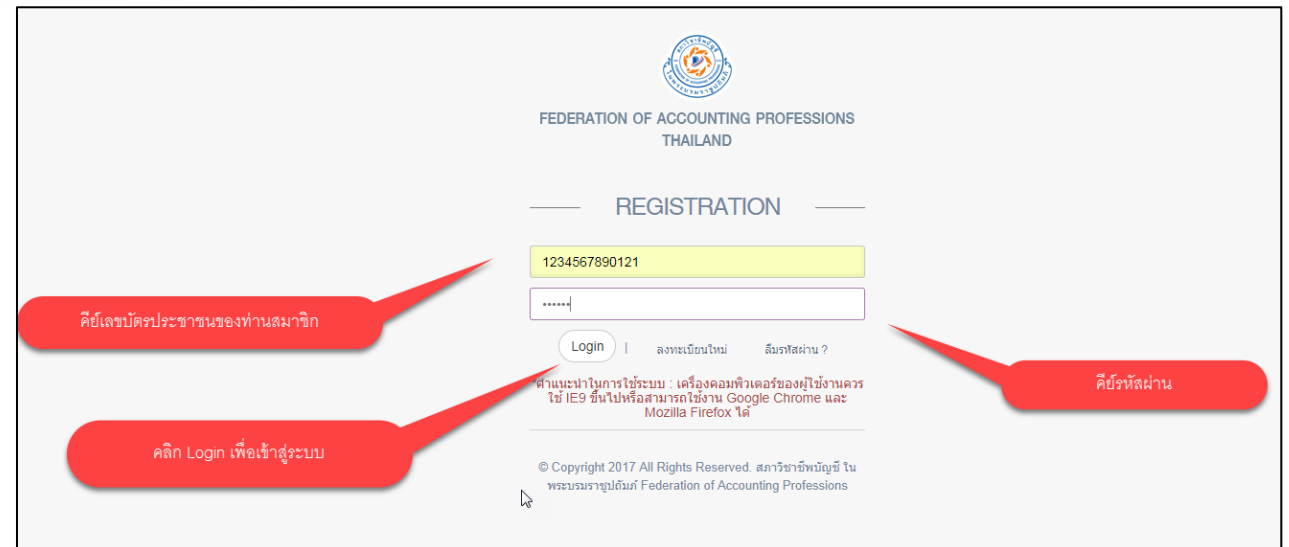 FEDERATION OF ACCOUNTING PROFESSIONS
THAILAND
REGISTRATION
1234567890121
••••••
คีย์เลขบัตรประชาชนของท่านสมาชิก
Login | ลงทะเบียนใหม่ ลืมรหัสผ่าน ?
คีย์รหัสผ่าน
คำแนะนำในการใช้ระบบ : เครื่องคอมพิวเตอร์ของผู้ใช้งานควร
ใช้ IE9 ขึ้นไปหรือสามารถใช้งาน Google Chrome และ
Mozilla Firefox ได้
คลิก Login เพื่อเข้าสู่ระบบ
© Copyright 2017 All Rights Reserved. สภาวิชาชีพบัญชี ใน
พระบรมราชูปถัมภ์ Federation of Accounting Professions